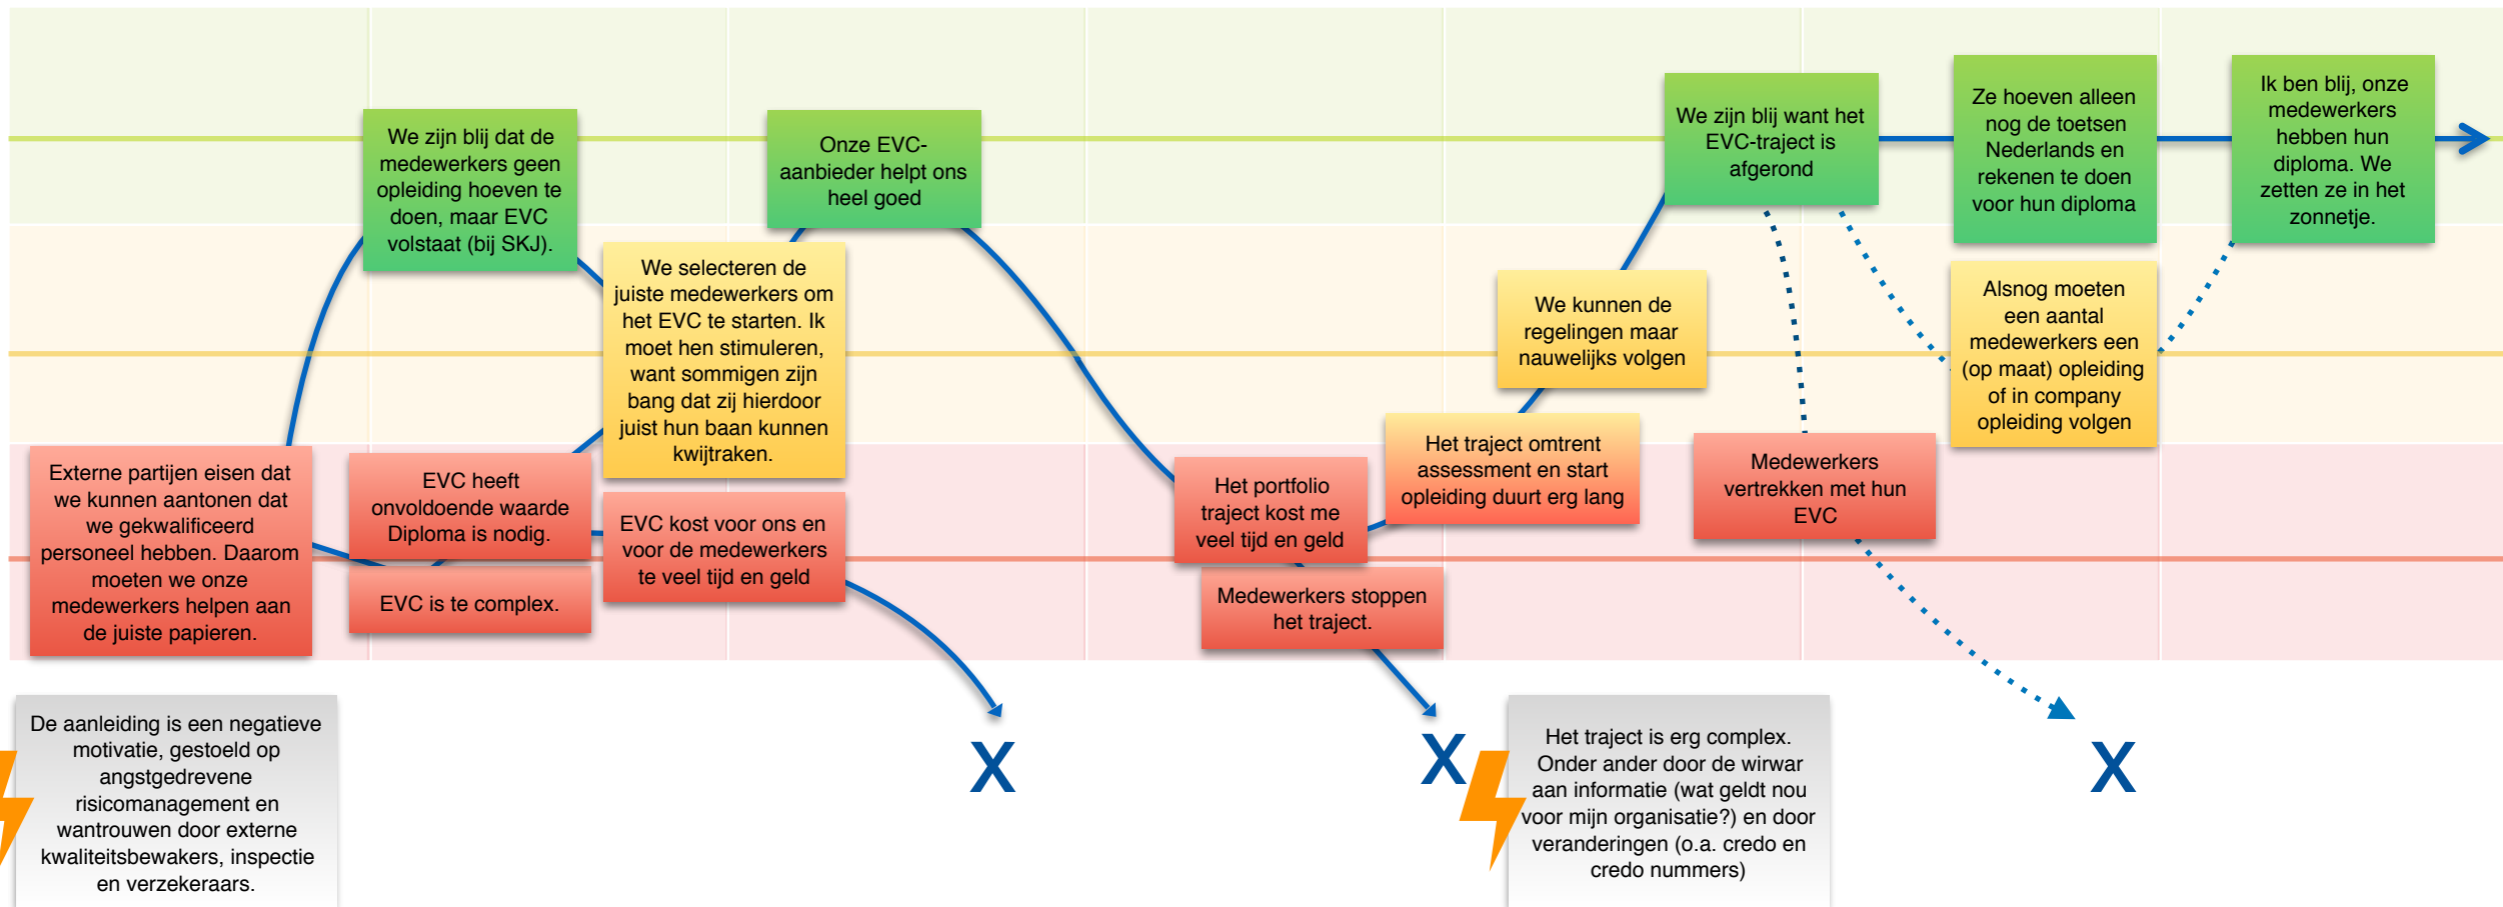 We zijn blij dat de
medewerkers geen
opleiding hoeven te
doen, maar EVC
volstaat (bij SKJ).
Onze EVC-
aanbieder helpt ons
heel goed
We zijn blij want het
EVC-traject is
afgerond
Ze hoeven alleen
nog de toetsen
Nederlands en
rekenen te doen
voor hun diploma
Ik ben blij, onze
medewerkers
hebben hun
diploma. We
zetten ze in het
zonnetje.
We selecteren de
juiste medewerkers om
het EVC te starten. Ik
moet hen stimuleren,
want sommigen zijn
bang dat zij hierdoor
juist hun baan kunnen
kwijtraken.
We kunnen de
regelingen maar
nauwelijks volgen
Alsnog moeten
een aantal
medewerkers een
(op maat) opleiding
of in company
opleiding volgen
Externe partijen eisen dat
we kunnen aantonen dat
we gekwalificeerd
personeel hebben. Daarom
moeten we onze
medewerkers helpen aan
de juiste papieren.
EVC heeft
onvoldoende waarde
Diploma is nodig.
EVC is te complex.
EVC kost voor ons en
voor de medewerkers
te veel tijd en geld
Het portfolio
traject kost me
veel tijd en geld
Medewerkers stoppen
het traject.
Het traject omtrent
assessment en start
opleiding duurt erg lang
Medewerkers
vertrekken met hun
EVC
De aanleiding is een negatieve
motivatie, gestoeld op
angstgedrevene
risicomanagement en
wantrouwen door externe
kwaliteitsbewakers, inspectie
en verzekeraars.
X
X
Het traject is erg complex.
Onder ander door de wirwar
aan informatie (wat geldt nou
voor mijn organisatie?) en door
veranderingen (o.a. credo en
credo nummers)
X